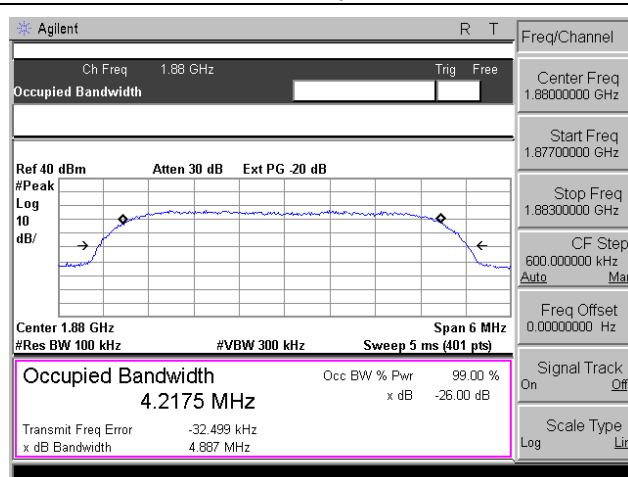 Agilent R T
Ch Freq 1.88 GHz Trig Free
Occupied Bandwidth
Ref 40 dBm Atten 30 dB Ext PG -20 dB
#Peak
Log
10
dB/
Center 1.88 GHz Span 6 MHz
#Res BW 100 kHz #VBW 300 kHz Sweep 5 ms (401 pts)
Occupied Bandwidth Occ BW % Pwr 99.00 %
4.2175 MHz x dB -26.00 dB
Transmit Freq Error -32.499 kHz
x dB Bandwidth 4.887 MHz
Freq/Channel
Center Freq
1.88000000 GHz
Start Freq
1.87700000 GHz
Stop Freq
1.88300000 GHz
CF Step
600.000000 kHz
Auto Mar
Freq Offset
0.00000000 Hz
Signal Track
On Off
Scale Type
Log Lin